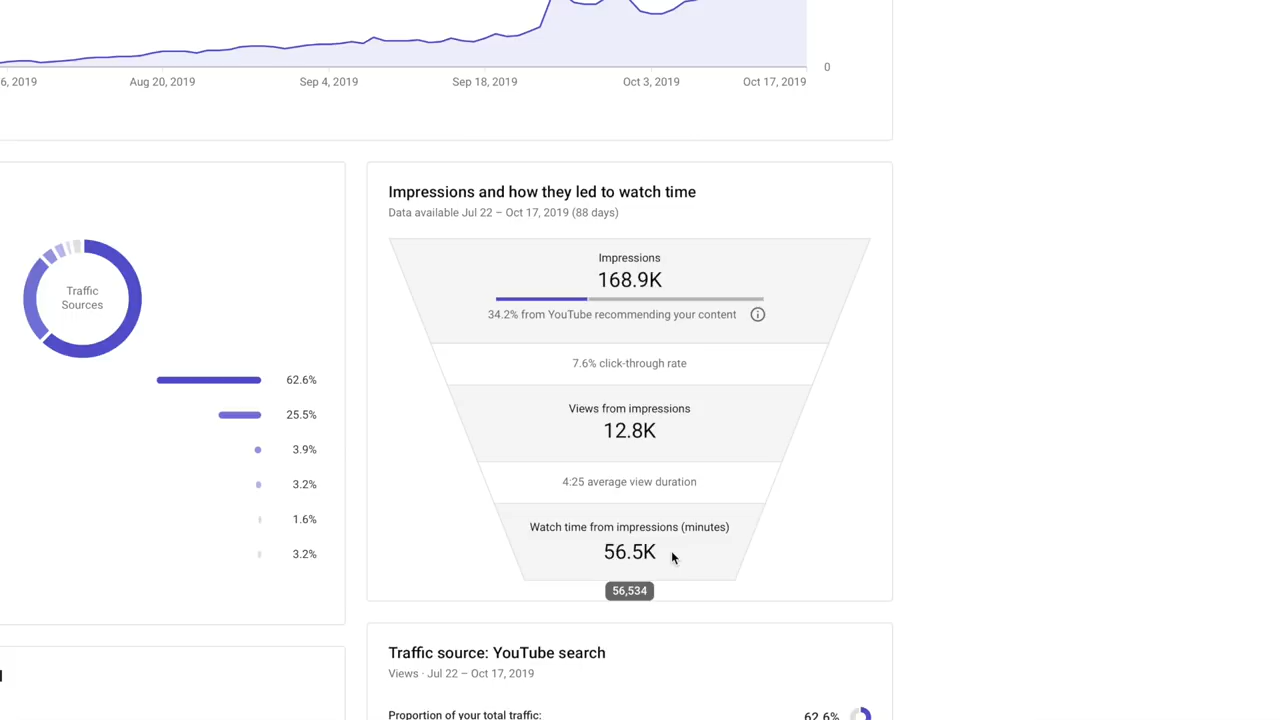 0
6, 2019
Aug 20, 2019
Sep 4, 2019
Sep 18, 2019
Oct 3, 2019
Oct 17, 2019
Traffic
Sources
62.6%
25.5%
3.9%
3.2%
1.6%
3.2%
Impressions and how they led to watch time
Data available Jul 22 – Oct 17, 2019 (88 days)
Impressions
168.9K
34.2% from YouTube recommending your content
7.6% click-through rate
Views from impressions
12.8K
4:25 average view duration
Watch time from impressions (minutes)
56.5K
56,534
Traffic source: YouTube search
Views · Jul 22 – Oct 17, 2019
Proportion of your total traffic:
62.6%